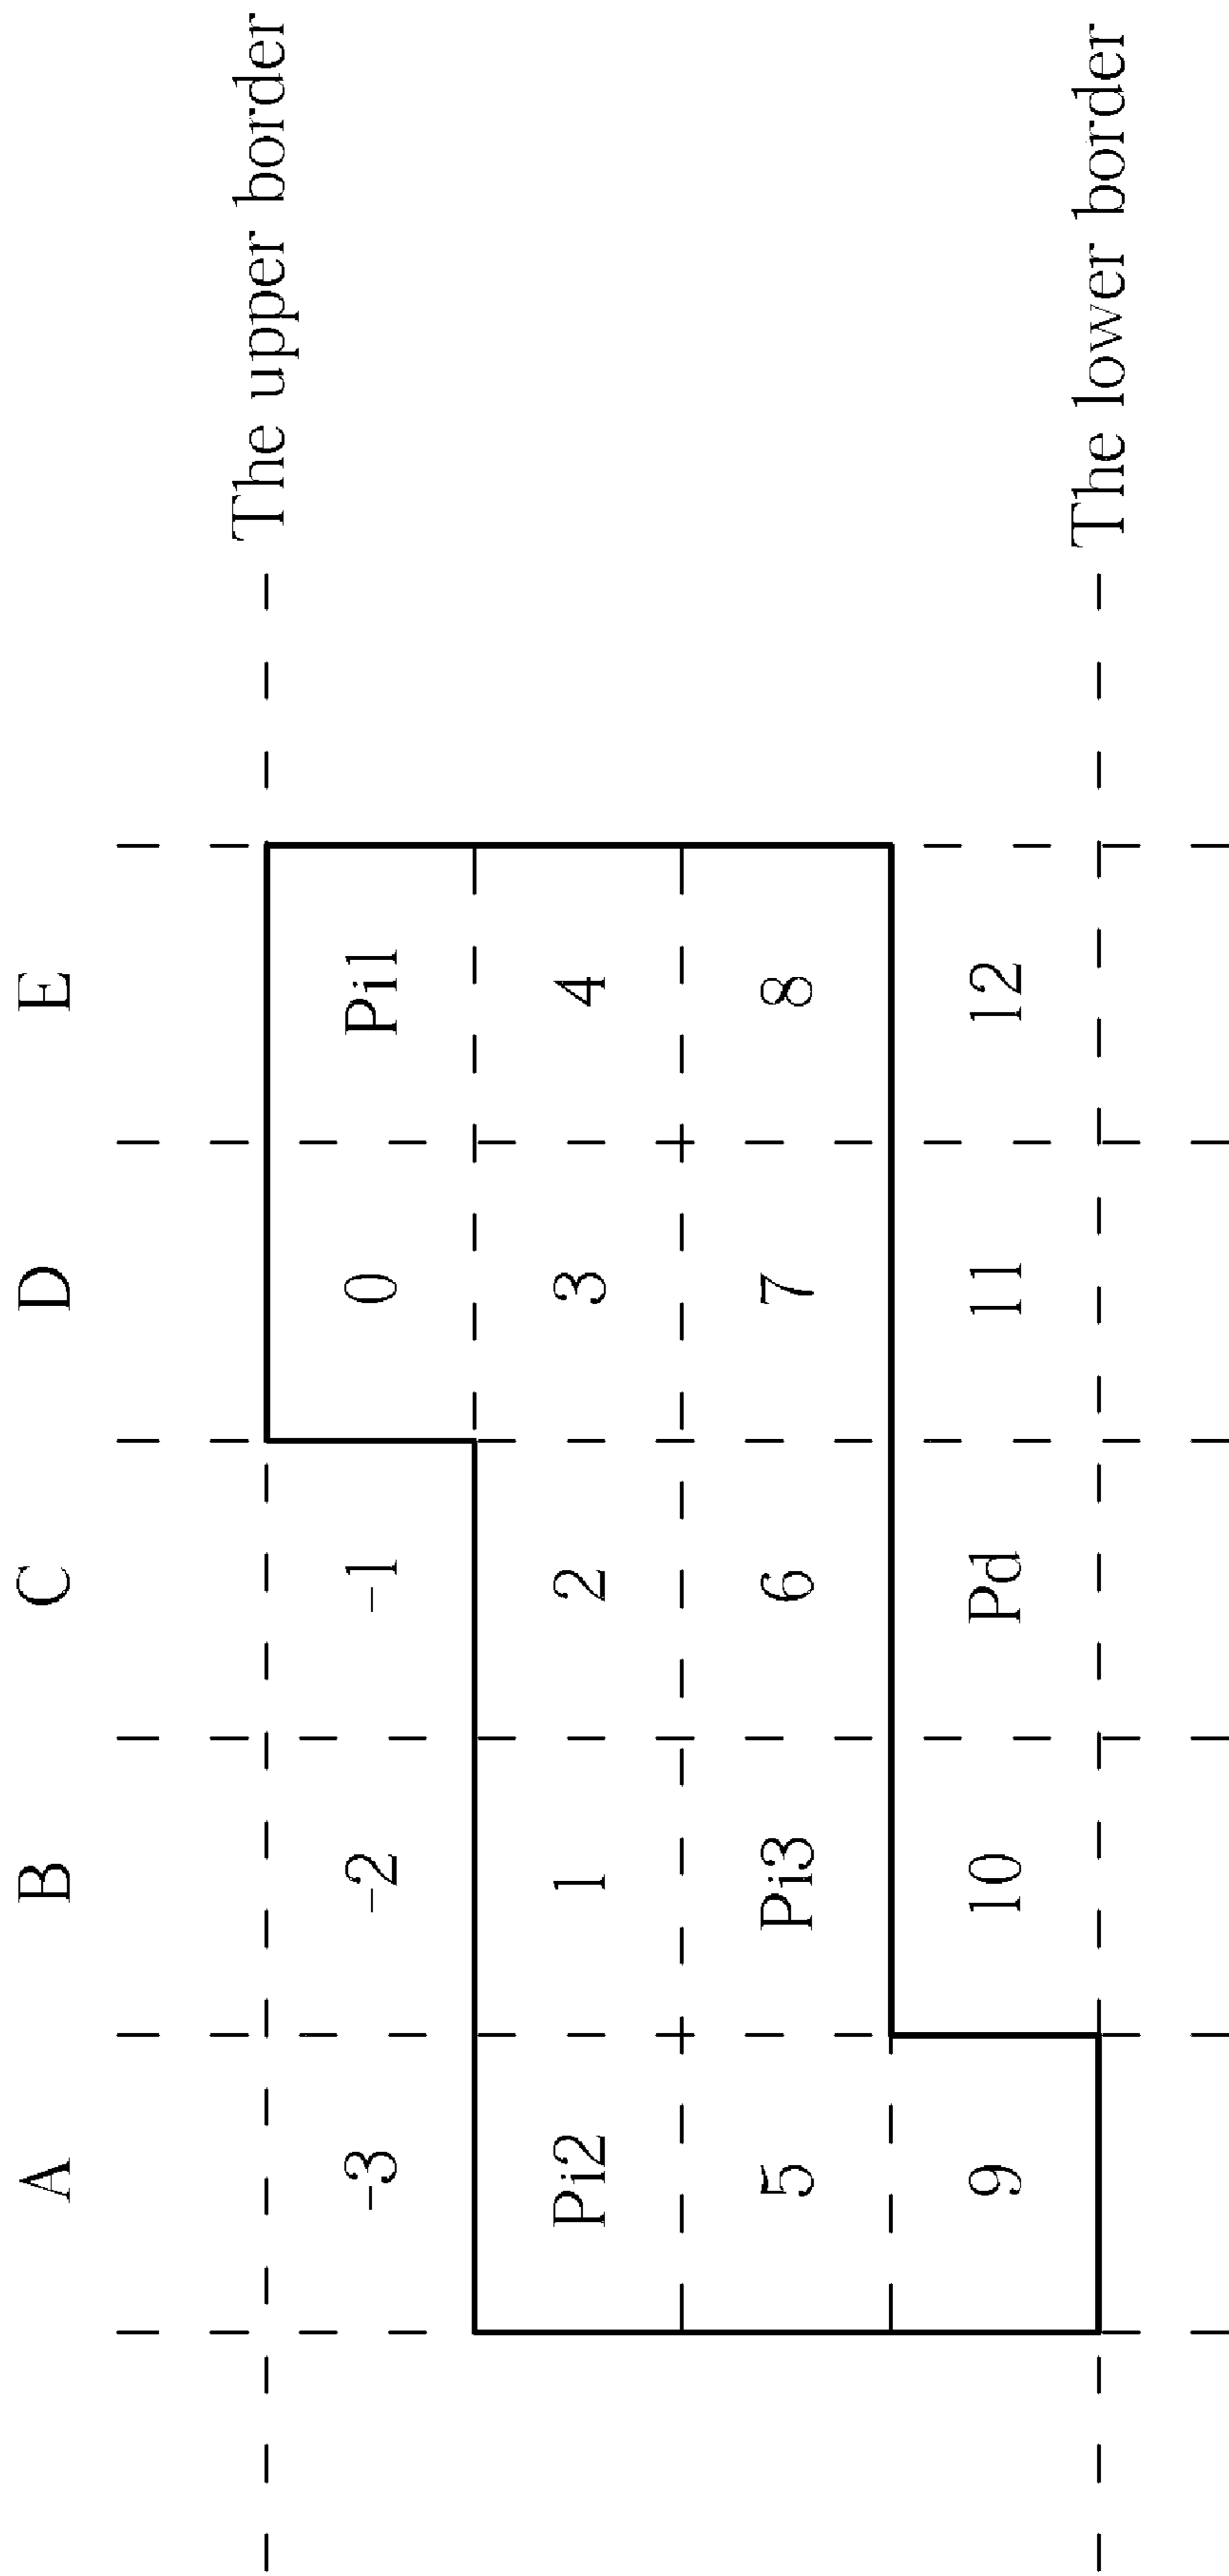 A B C D E
The upper border
-3 -2 -1 0 Pi1
Pi2 1 2 3 4
5 Pi3 6 7 8
9 10 Pd 11 12
The lower border